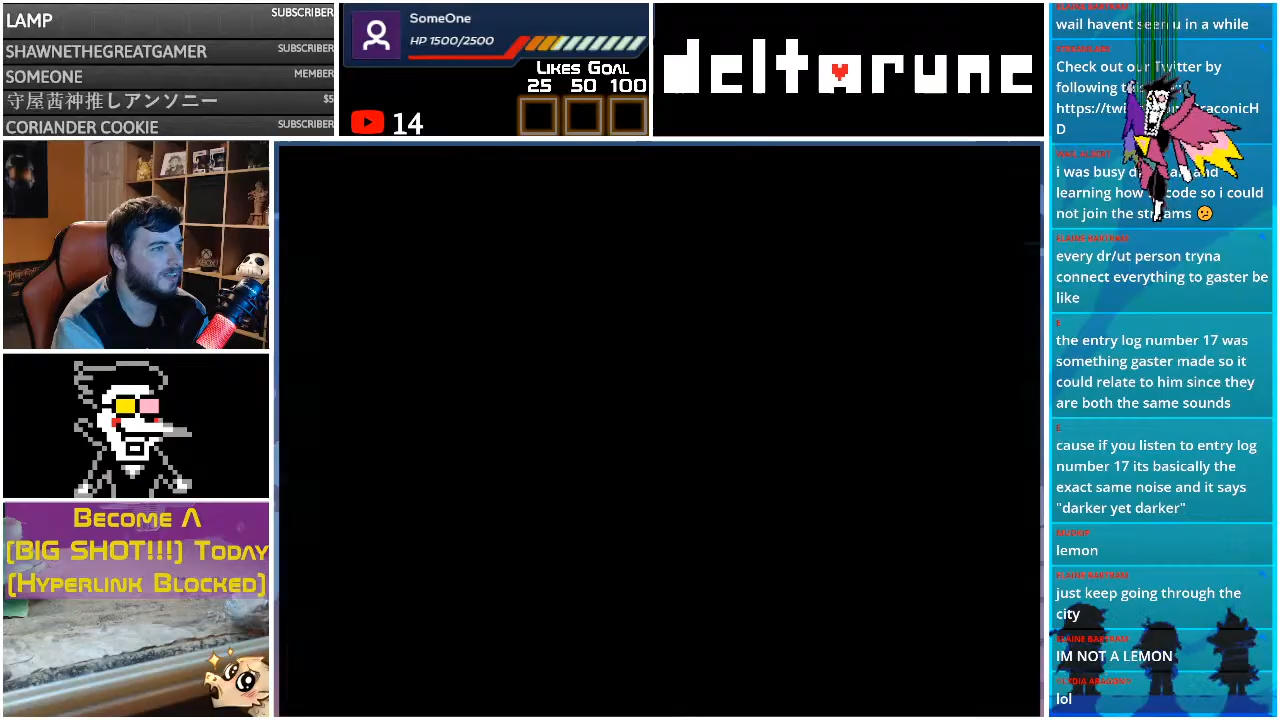 LAMP
SUBSCRIBER
SHAWNETHEGREATGAMER
SUBSCRIBER
SOMEONE
MEMBER
守屋茜神推しアンソニー
$5
CORIANDER COOKIE
SUBSCRIBER
SomeOne
HP 1500/2500
LIKES GOAL
25 50 100
14
deltarune
XBOX
BECOME A
[BIG SHOT!!!] TODAY
[HYPERLINK BLOCKED]
wail havent seen u in a while
Check out our Twitter by
following
https://
D
i was busy
learning how code so i could
not join the streams 😕
every dr/ut person tryna
connect everything to gaster be
like
E
the entry log number 17 was
something gaster made so it
could relate to him since they
are both the same sounds
E
cause if you listen to entry log
number 17 its basically the
exact same noise and it says
"darker yet darker"
lemon
just keep going through the
city
IM NOT A LEMON
lol